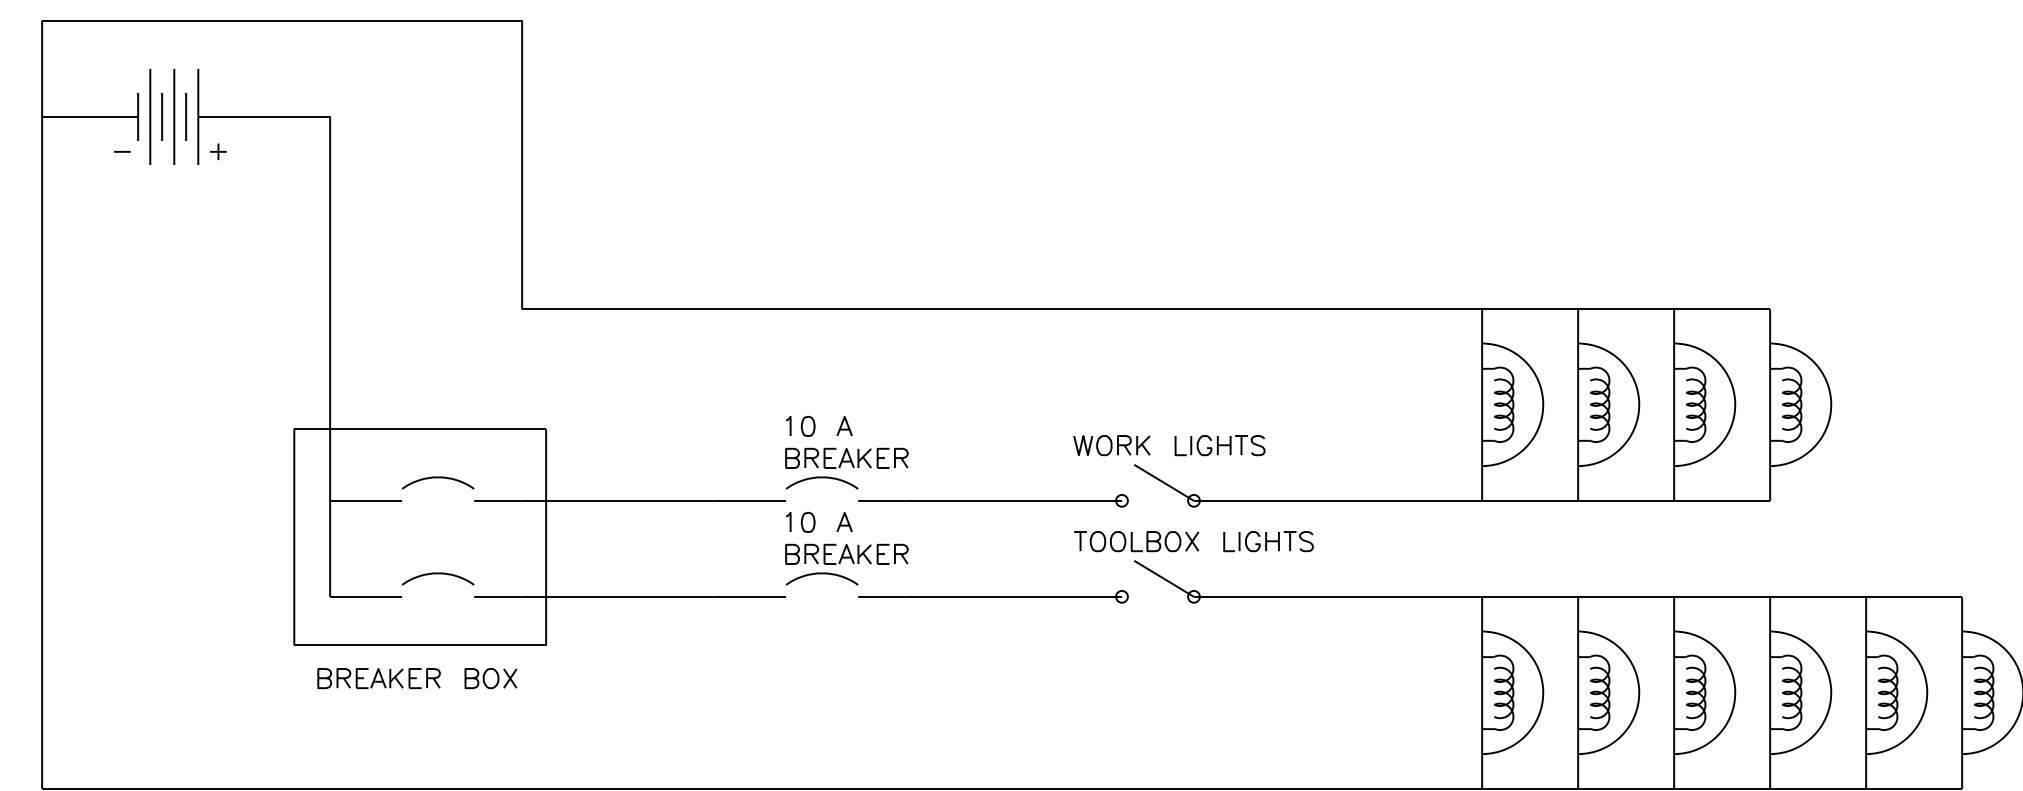 − +
10 A
BREAKER
WORK LIGHTS
10 A
BREAKER
TOOLBOX LIGHTS
BREAKER BOX